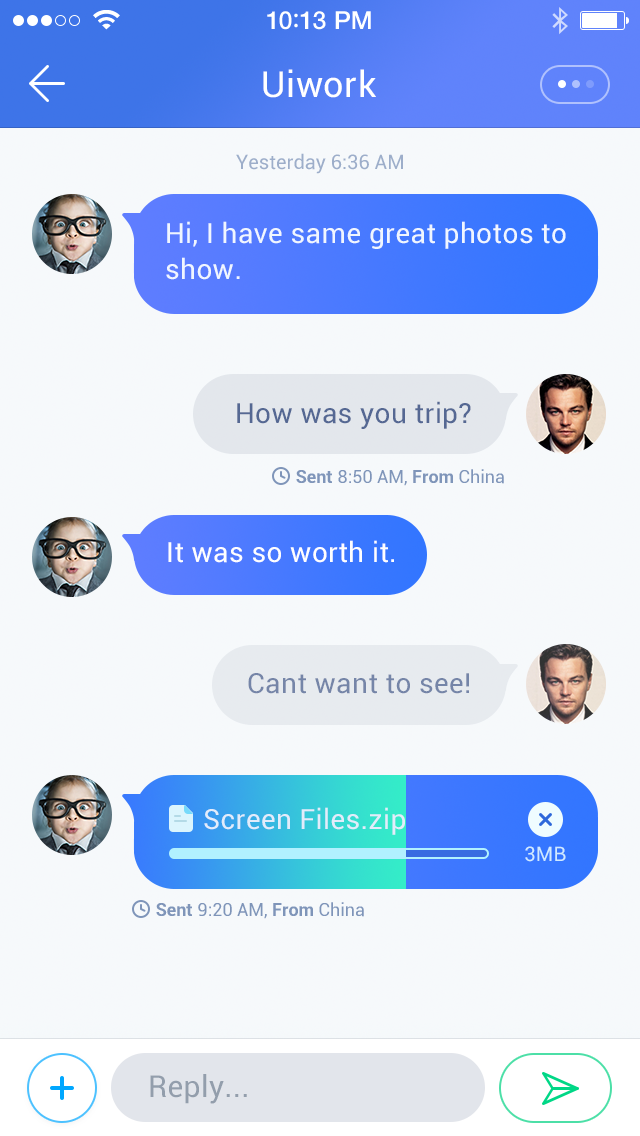 10:13 PM
Uiwork
Yesterday 6:36 AM
Hi, I have same great photos to
show.
How was you trip?
Sent 8:50 AM, From China
It was so worth it.
Cant want to see!
Screen Files.zip
3MB
Sent 9:20 AM, From China
Reply...